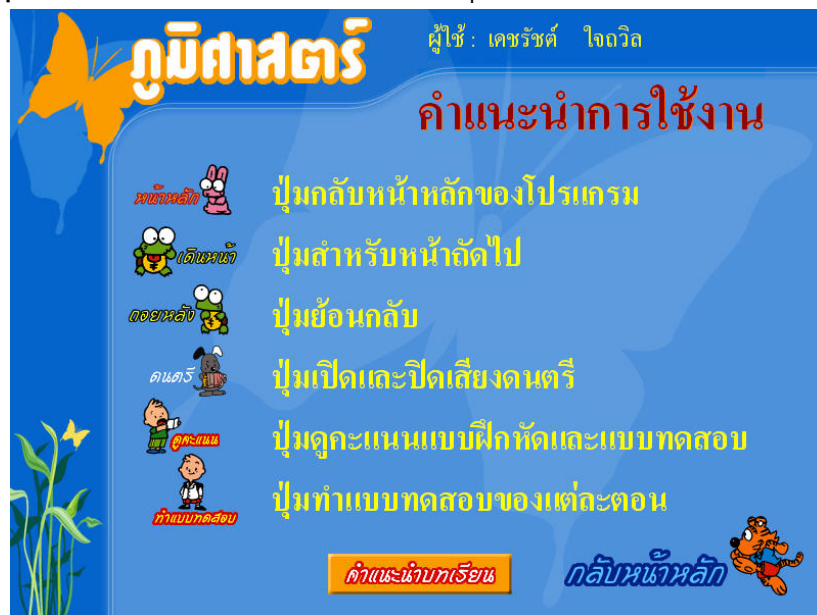 ภูมิศาสตร์
ผู้ใช้ : เดชรัชต์ ใจถวิล
คำแนะนำการใช้งาน
หน้าหลัก ปุ่มกลับหน้าหลักของโปรแกรม
เดินหน้า ปุ่มสำหรับหน้าถัดไป
ถอยหลัง ปุ่มย้อนกลับ
ดนตรี ปุ่มเปิดและปิดเสียงดนตรี
ดูคะแนน ปุ่มดูคะแนนแบบฝึกหัดและแบบทดสอบ
ทำแบบทดสอบ ปุ่มทำแบบทดสอบของแต่ละตอน
คำแนะนำบทเรียน กลับหน้าหลัก